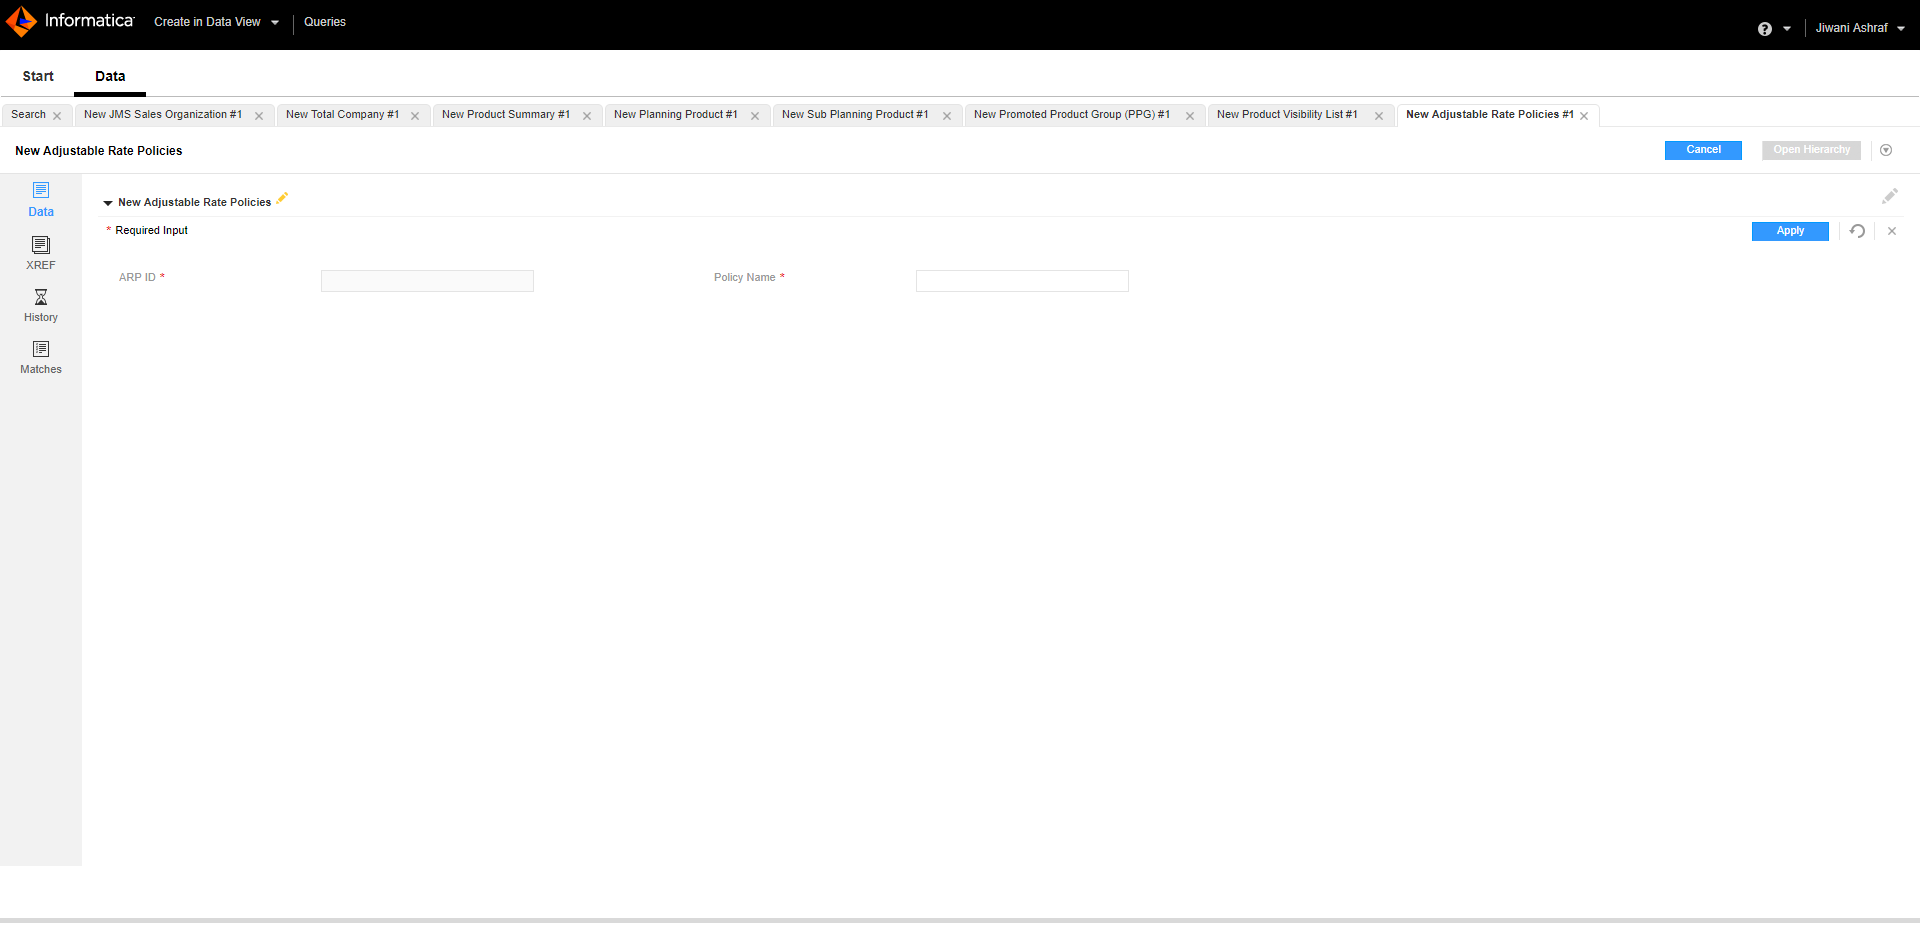 Informatica Create in Data View Queries Jiwani Ashraf
Start Data
Search New JMS Sales Organization #1 New Total Company #1 New Product Summary #1 New Planning Product #1 New Sub Planning Product #1 New Promoted Product Group (PPG) #1 New Product Visibility List #1 New Adjustable Rate Policies #1
New Adjustable Rate Policies Cancel Open Hierarchy
Data
New Adjustable Rate Policies
* Required Input Apply
XREF
ARP ID * Policy Name *
History
Matches